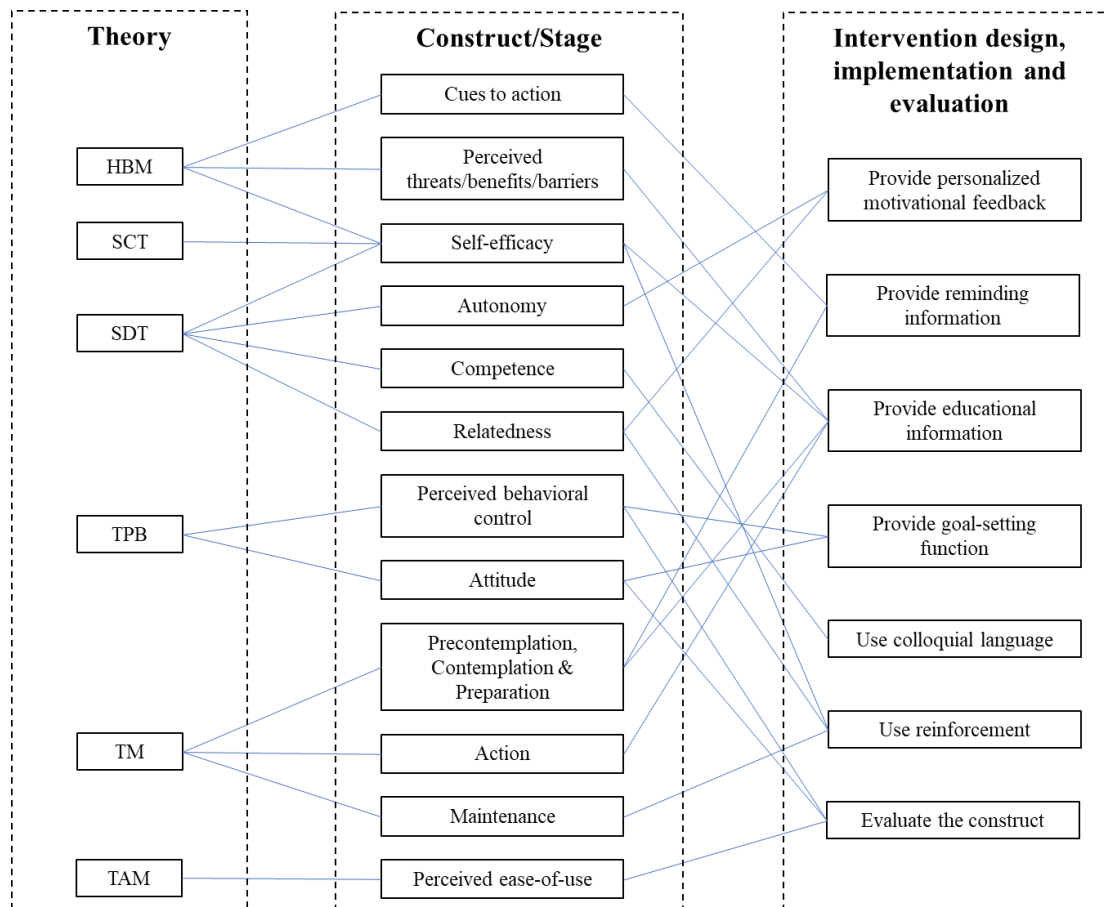 Theory
HBM
SCT
SDT
TPB
TM
TAM
Construct/Stage
Cues to action
Perceived
threats/benefits/barriers
Self-efficacy
Autonomy
Competence
Relatedness
Perceived behavioral
control
Attitude
Precontemplation,
Contemplation &
Preparation
Action
Maintenance
Perceived ease-of-use
Intervention design,
implementation and
evaluation
Provide personalized
motivational feedback
Provide reminding
information
Provide educational
information
Provide goal-setting
function
Use colloquial language
Use reinforcement
Evaluate the construct